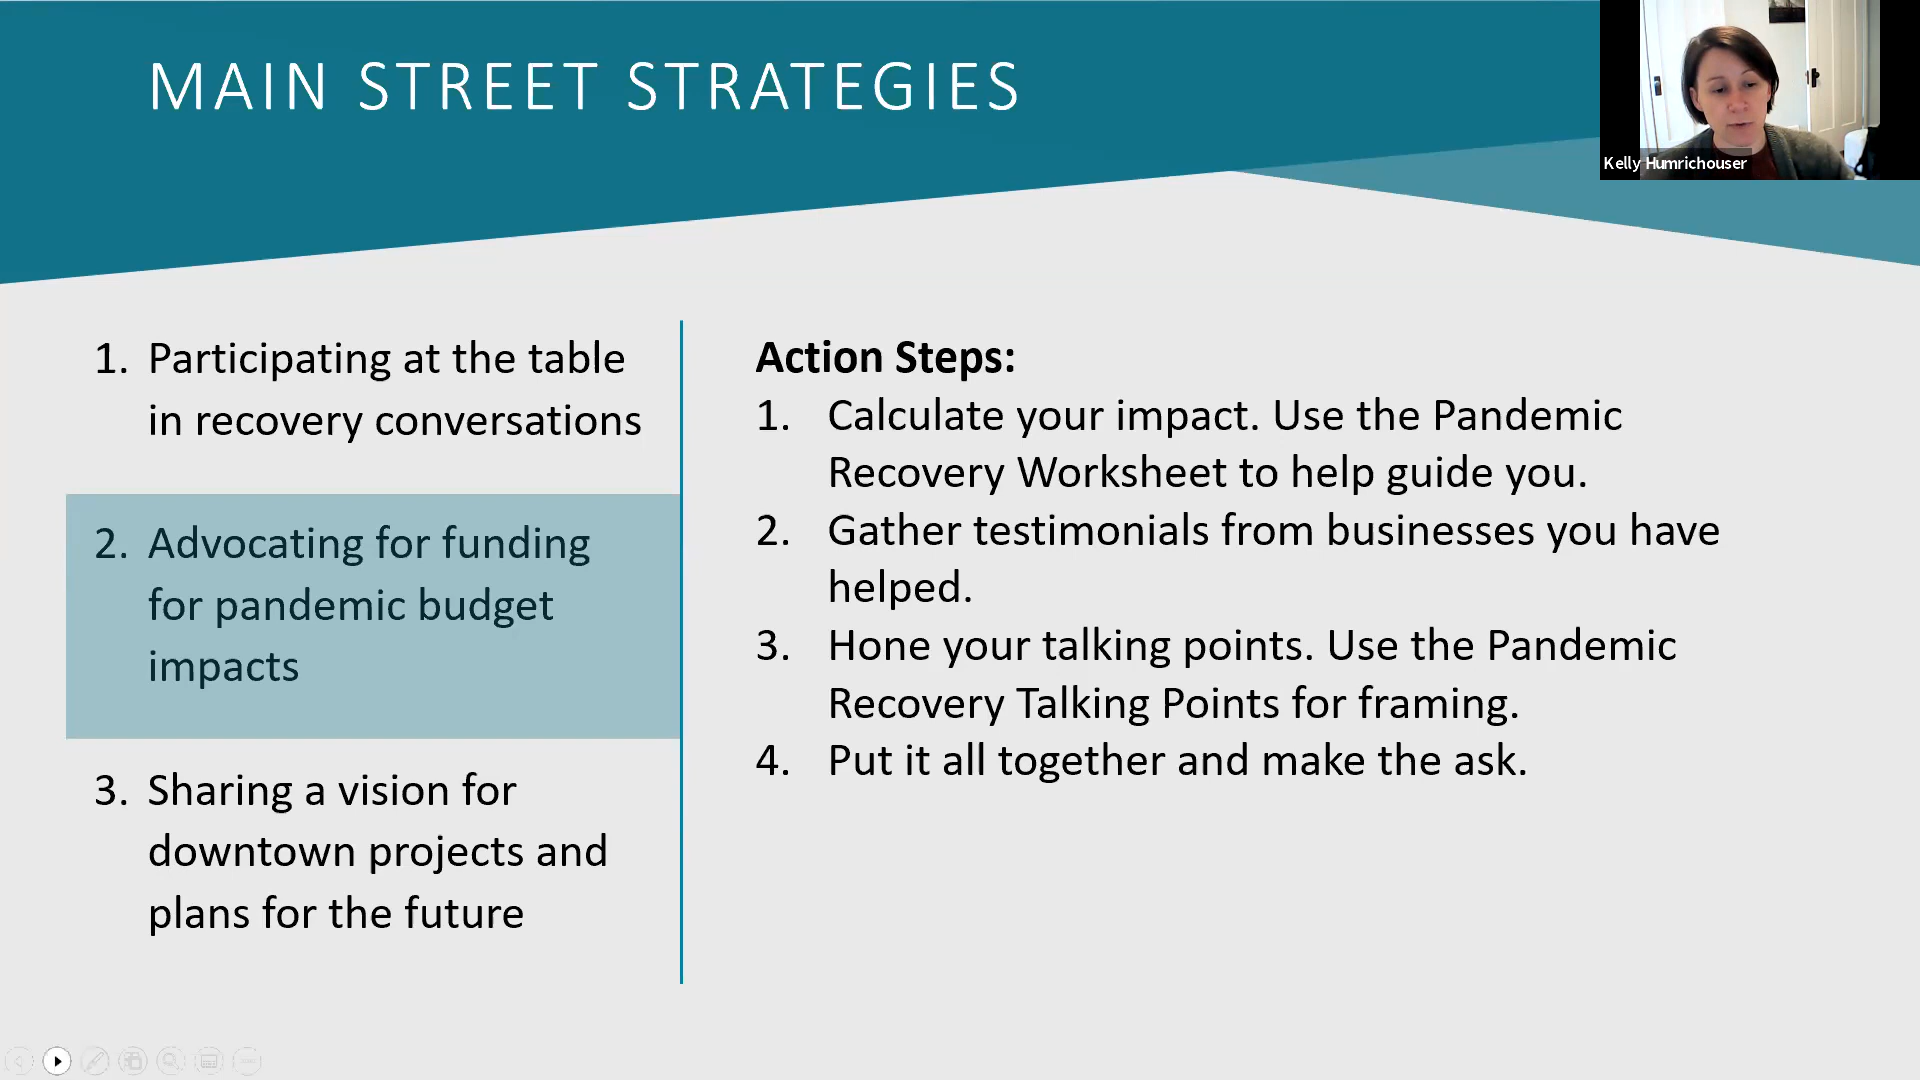 MAIN STREET STRATEGIES
Kelly Humrichouser
1. Participating at the table
in recovery conversations
2. Advocating for funding
for pandemic budget
impacts
3. Sharing a vision for
downtown projects and
plans for the future
Action Steps:
1. Calculate your impact. Use the Pandemic
Recovery Worksheet to help guide you.
2. Gather testimonials from businesses you have
helped.
3. Hone your talking points. Use the Pandemic
Recovery Talking Points for framing.
4. Put it all together and make the ask.